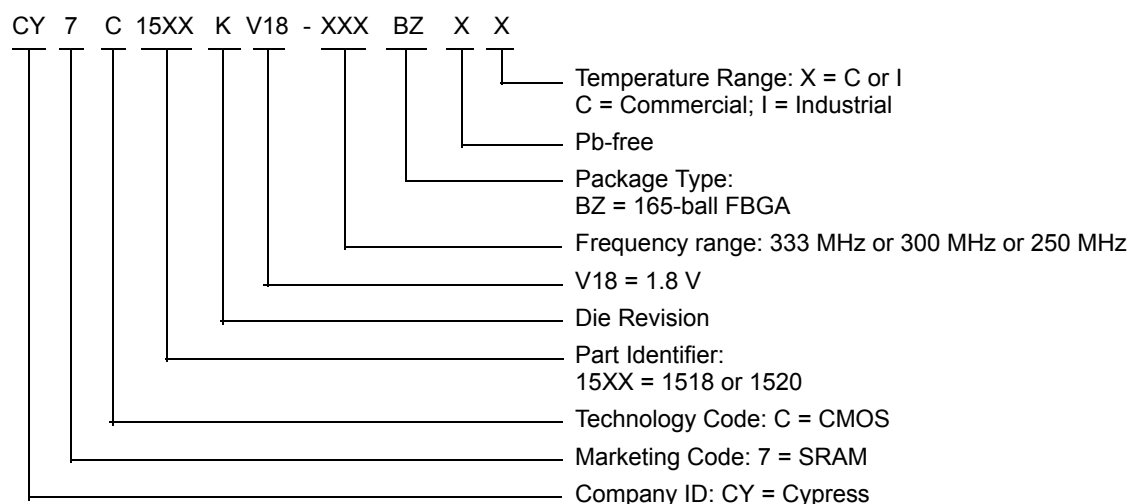 CY 7 C 15XX K V18 - XXX BZ X X
Temperature Range: X = C or I
C = Commercial; I = Industrial
Pb-free
Package Type:
BZ = 165-ball FBGA
Frequency range: 333 MHz or 300 MHz or 250 MHz
V18 = 1.8 V
Die Revision
Part Identifier:
15XX = 1518 or 1520
Technology Code: C = CMOS
Marketing Code: 7 = SRAM
Company ID: CY = Cypress